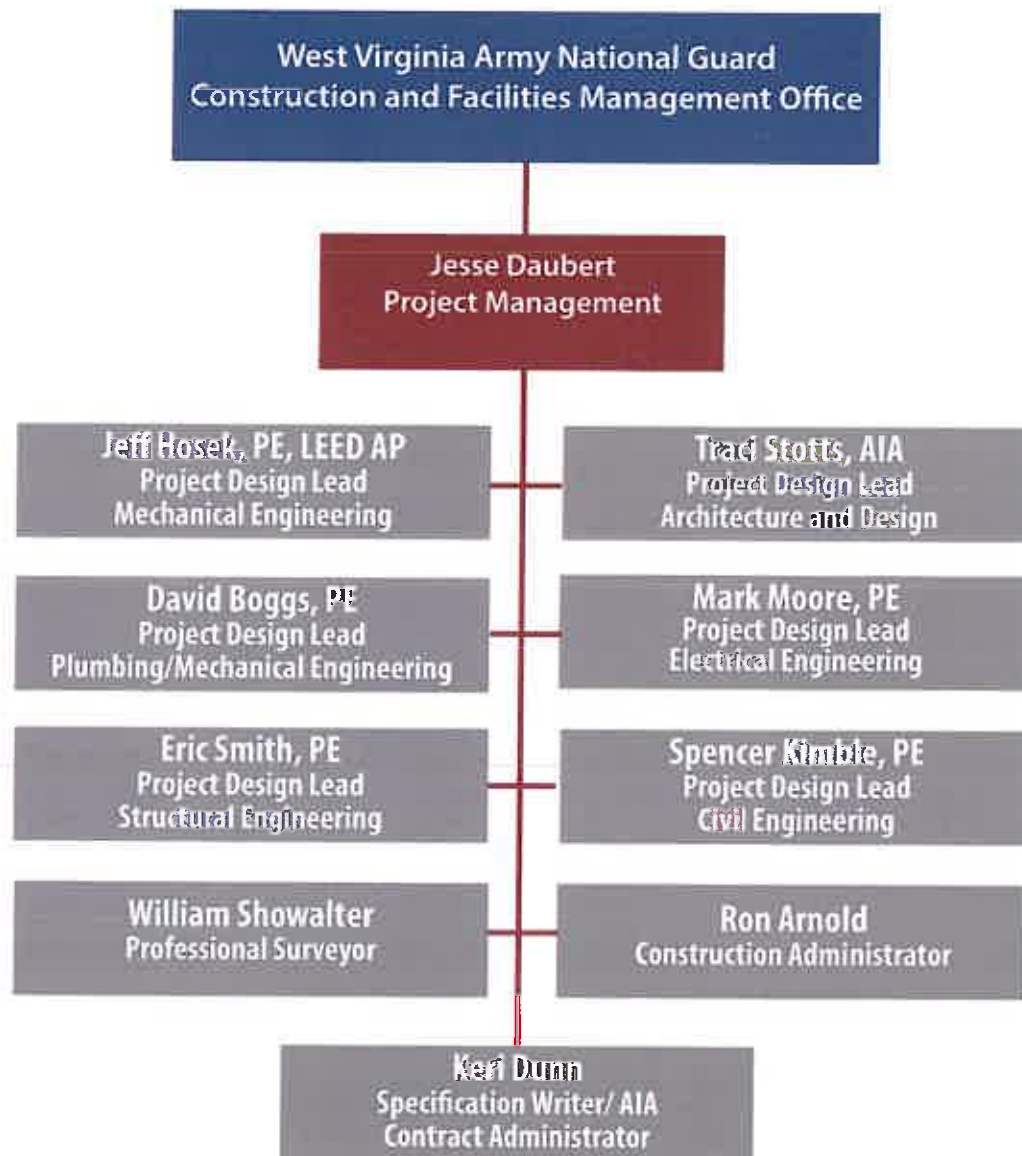 West Virginia Army National Guard
Construction and Facilities Management Office
Jesse Daubert
Project Management
Jeff Hosek, PE, LEED AP
Project Design Lead
Mechanical Engineering
Traci Stotts, AIA
Project Design Lead
Architecture and Design
David Boggs, PE
Project Design Lead
Plumbing/Mechanical Engineering
Mark Moore, PE
Project Design Lead
Electrical Engineering
Eric Smith, PE
Project Design Lead
Structural Engineering
Spencer Kimble, PE
Project Design Lead
Civil Engineering
William Showalter
Professional Surveyor
Ron Arnold
Construction Administrator
Keri Dunn
Specification Writer/ AIA
Contract Administrator